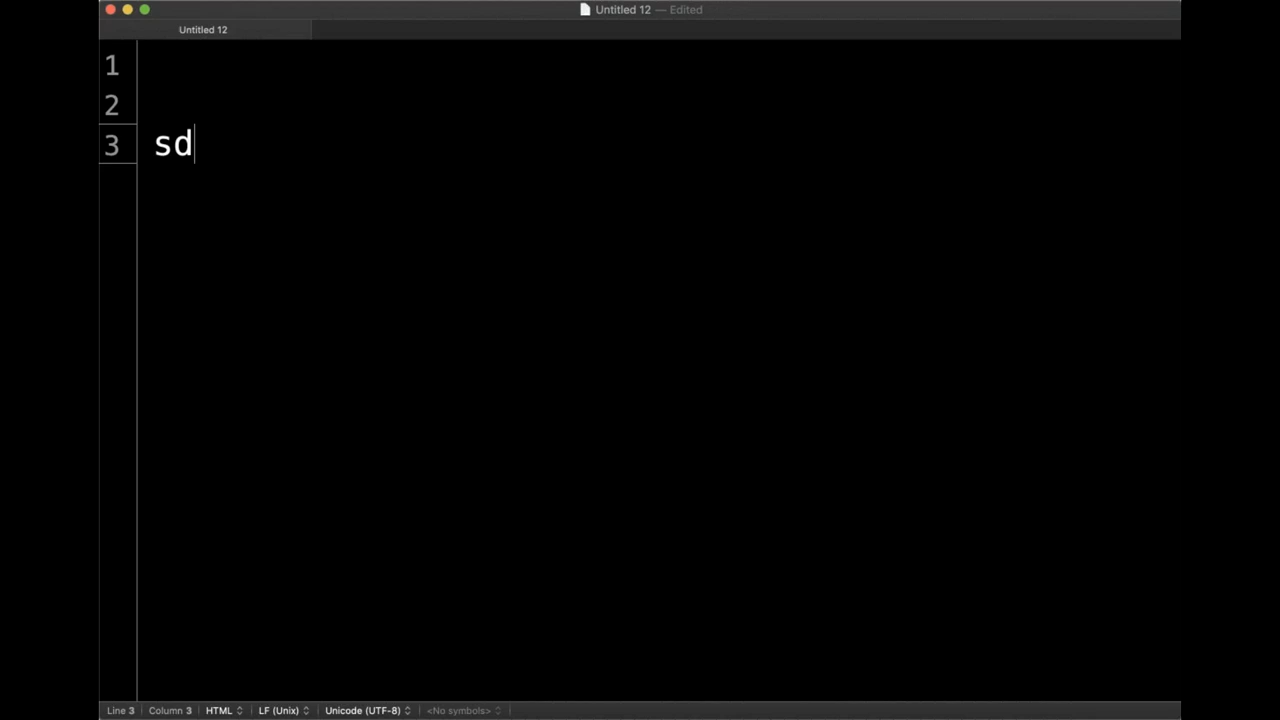 Untitled 12 — Edited
Untitled 12
1
2
3 sd
Line 3 Column 3 HTML LF (Unix) Unicode (UTF-8) <No symbols>